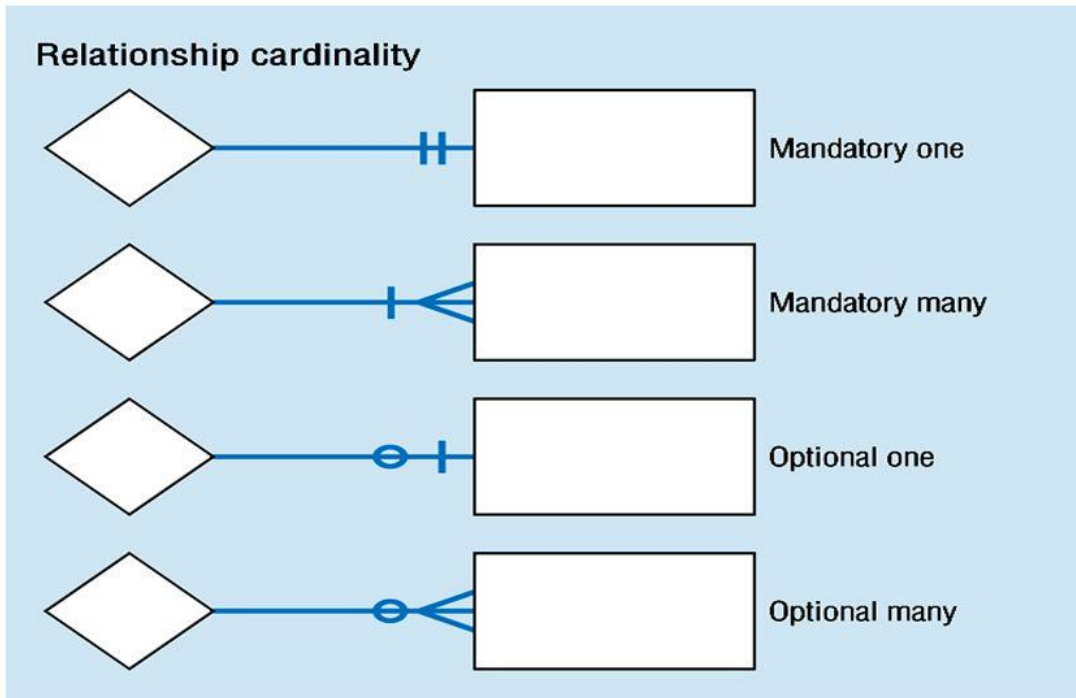 Relationship cardinality
Mandatory one
Mandatory many
Optional one
Optional many